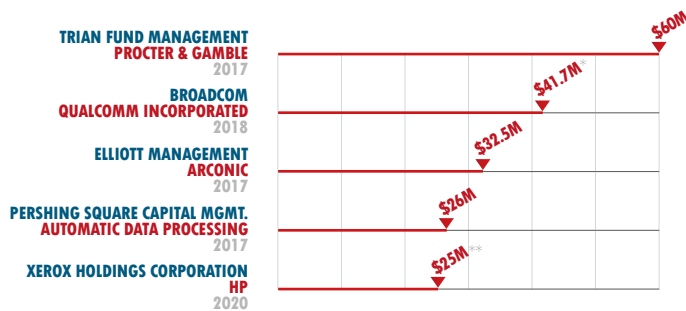 TRIAN FUND MANAGEMENT
PROCTER & GAMBLE
2017
$60M
BROADCOM
QUALCOMM INCORPORATED
2018
$41.7M*
ELLIOTT MANAGEMENT
ARCONIC
2017
$32.5M
PERSHING SQUARE CAPITAL MGMT.
AUTOMATIC DATA PROCESSING
2017
$26M
XEROX HOLDINGS CORPORATION
HP
2020
$25M**